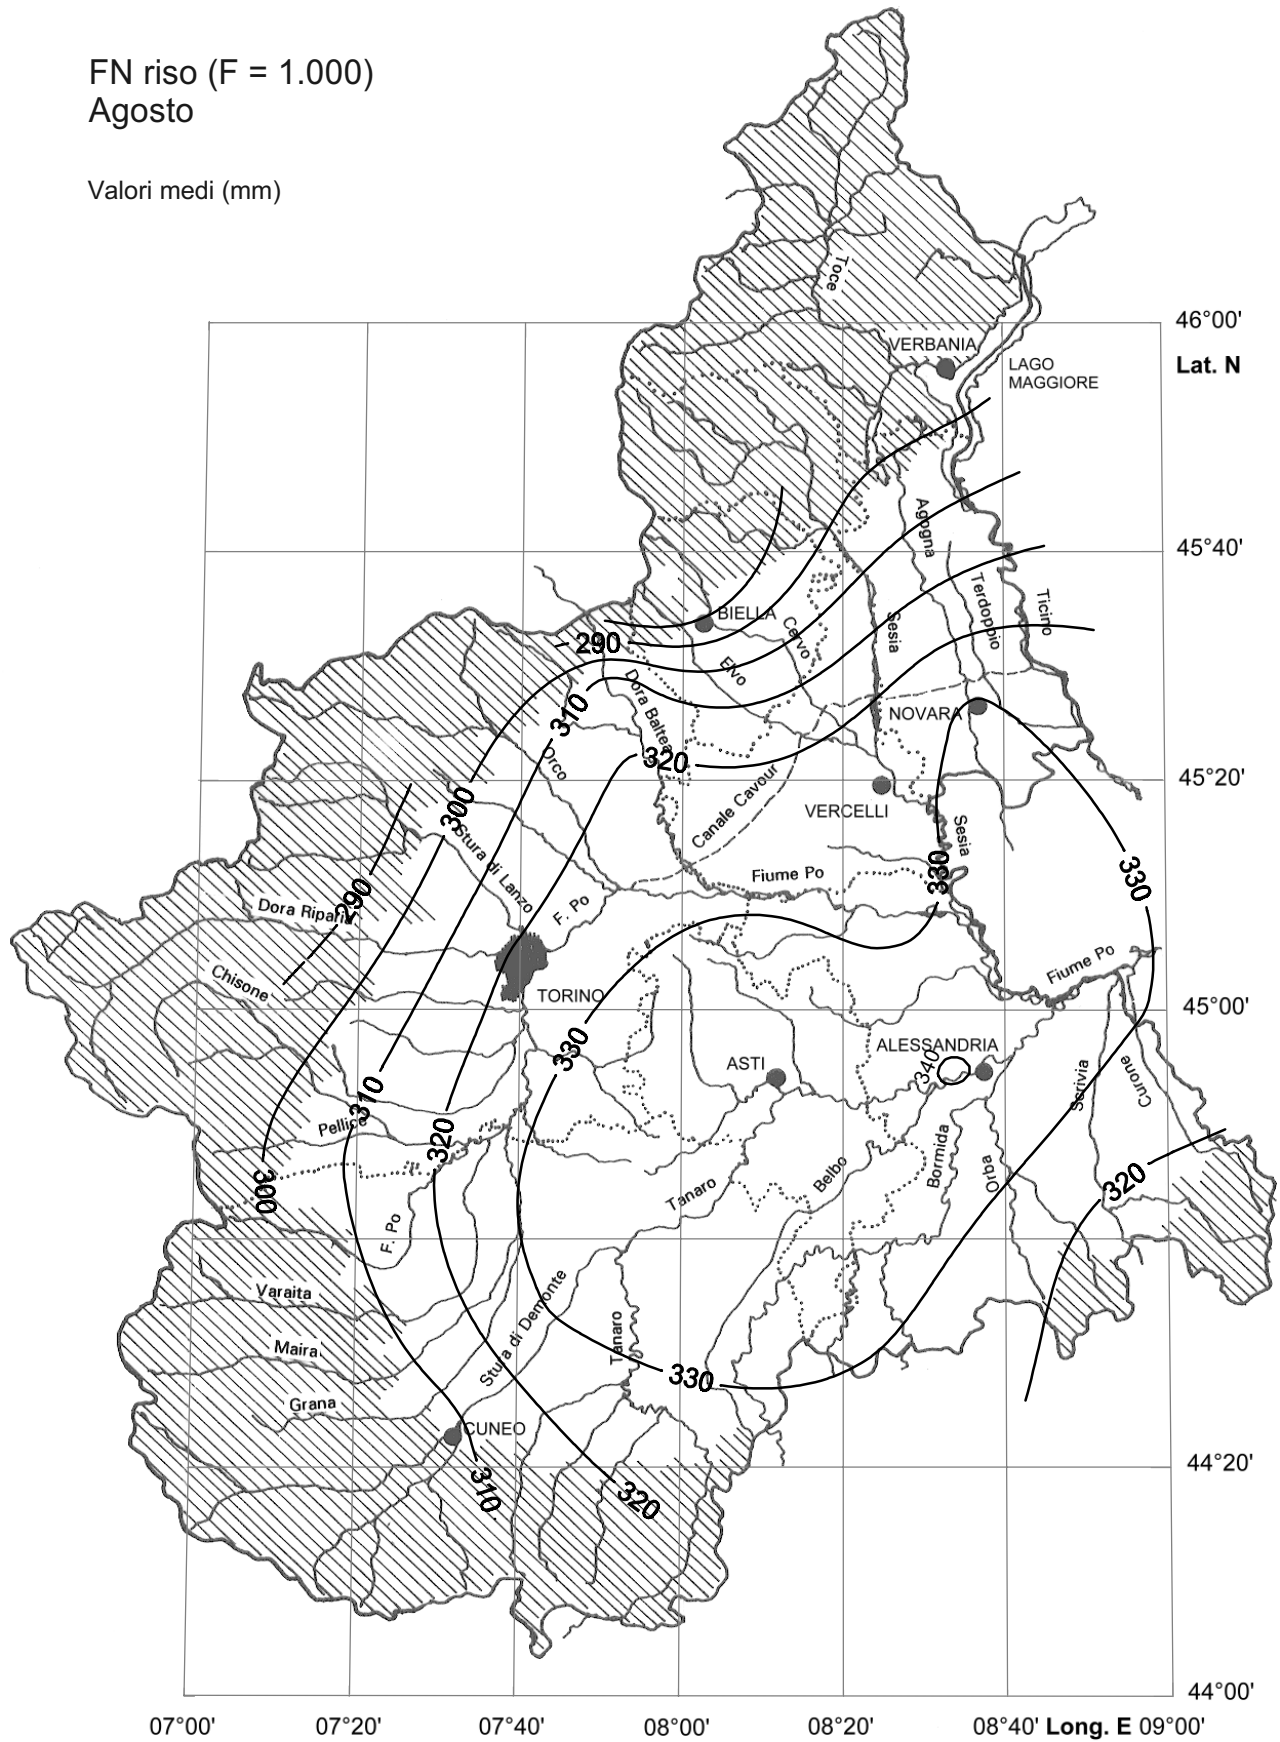 FN riso (F = 1.000)
Agosto
Valori medi (mm)
Toce
46°00'
VERBANIA
Lat. N
LAGO
MAGGIORE
Agogna
45°40'
Terdoppio
Ticino
BIELLA
Cervo
Sesia
290
Elvo
Dora Baltea
310
NOVARA
320
Orco
45°20'
300
Canale Cavour
VERCELLI
Stura di Lanzo
Sesia
330
330
290
Fiume Po
Dora Riparia
F. Po
Chisone
Fiume Po
TORINO
45°00'
330
ASTI
ALESSANDRIA
340
Scrivia
Curone
310
Pellice
320
300
Tanaro
Belbo
Bormida
Orba
320
F. Po
Varaita
Stura di Demonte
Tanaro
Maira
330
Grana
CUNEO
310
320
44°20'
44°00'
07°00'
07°20'
07°40'
08°00'
08°20'
08°40' Long. E 09°00'